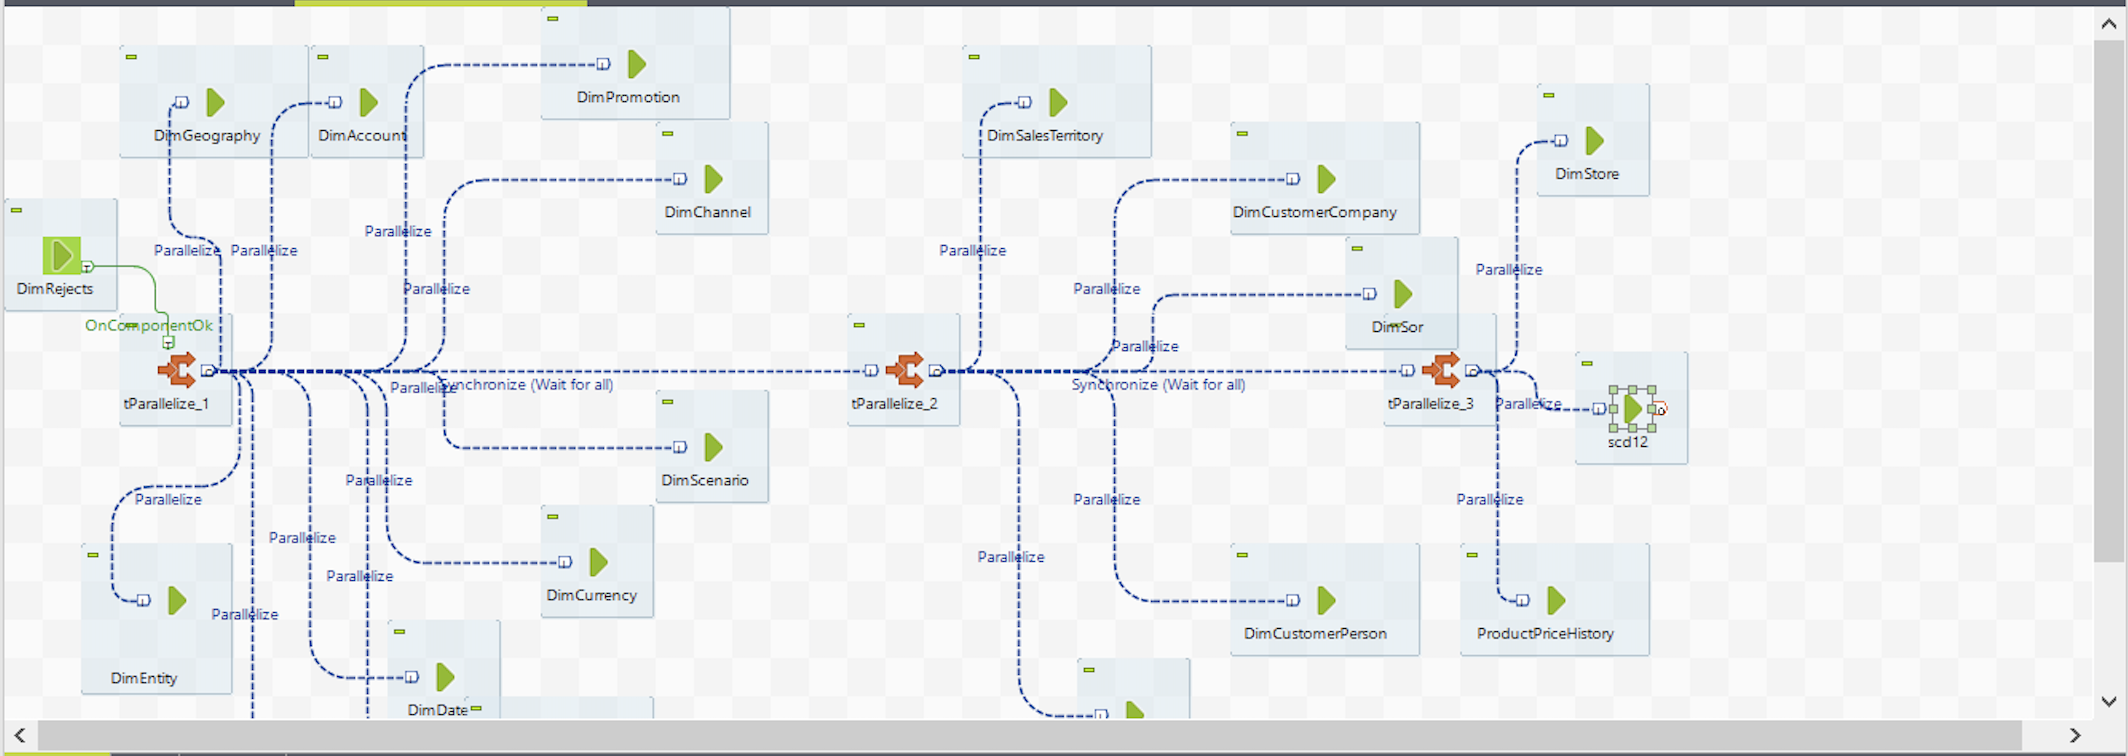 DimPromotion
DimGeography
DimAccount
DimSalesTerritory
DimStore
DimChannel
DimCustomerCompany
Parallelize
Parallelize
Parallelize
Parallelize
Parallelize
DimRejects
Parallelize
Parallelize
OnComponentOk
DimSor
Parallelize
Parallelize
Synchronize (Wait for all)
Synchronize (Wait for all)
tParallelize_1
tParallelize_2
tParallelize_3
Parallelize
scd12
Parallelize
DimScenario
Parallelize
Parallelize
Parallelize
Parallelize
Parallelize
Parallelize
Parallelize
DimCurrency
Parallelize
DimCustomerPerson
ProductPriceHistory
DimEntity
DimDate